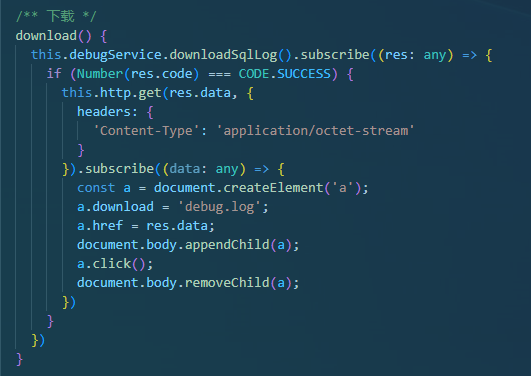 /** 下载 */
download() {
  this.debugService.downloadSqlLog().subscribe((res: any) => {
    if (Number(res.code) === CODE.SUCCESS) {
      this.http.get(res.data, {
        headers: {
          'Content-Type': 'application/octet-stream'
        }
      }).subscribe((data: any) => {
        const a = document.createElement('a');
        a.download = 'debug.log';
        a.href = res.data;
        document.body.appendChild(a);
        a.click();
        document.body.removeChild(a);
      })
    }
  })
}